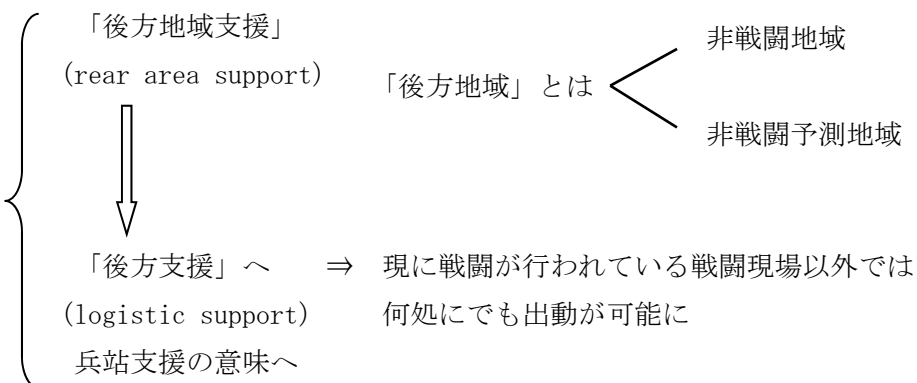 「後方地域支援」
(rear area support)
「後方地域」とは
非戦闘地域
非戦闘予測地域
「後方支援」へ ⇒ 現に戦闘が行われている戦闘現場以外では
(logistic support) 何処にでも出動が可能に
兵站支援の意味へ